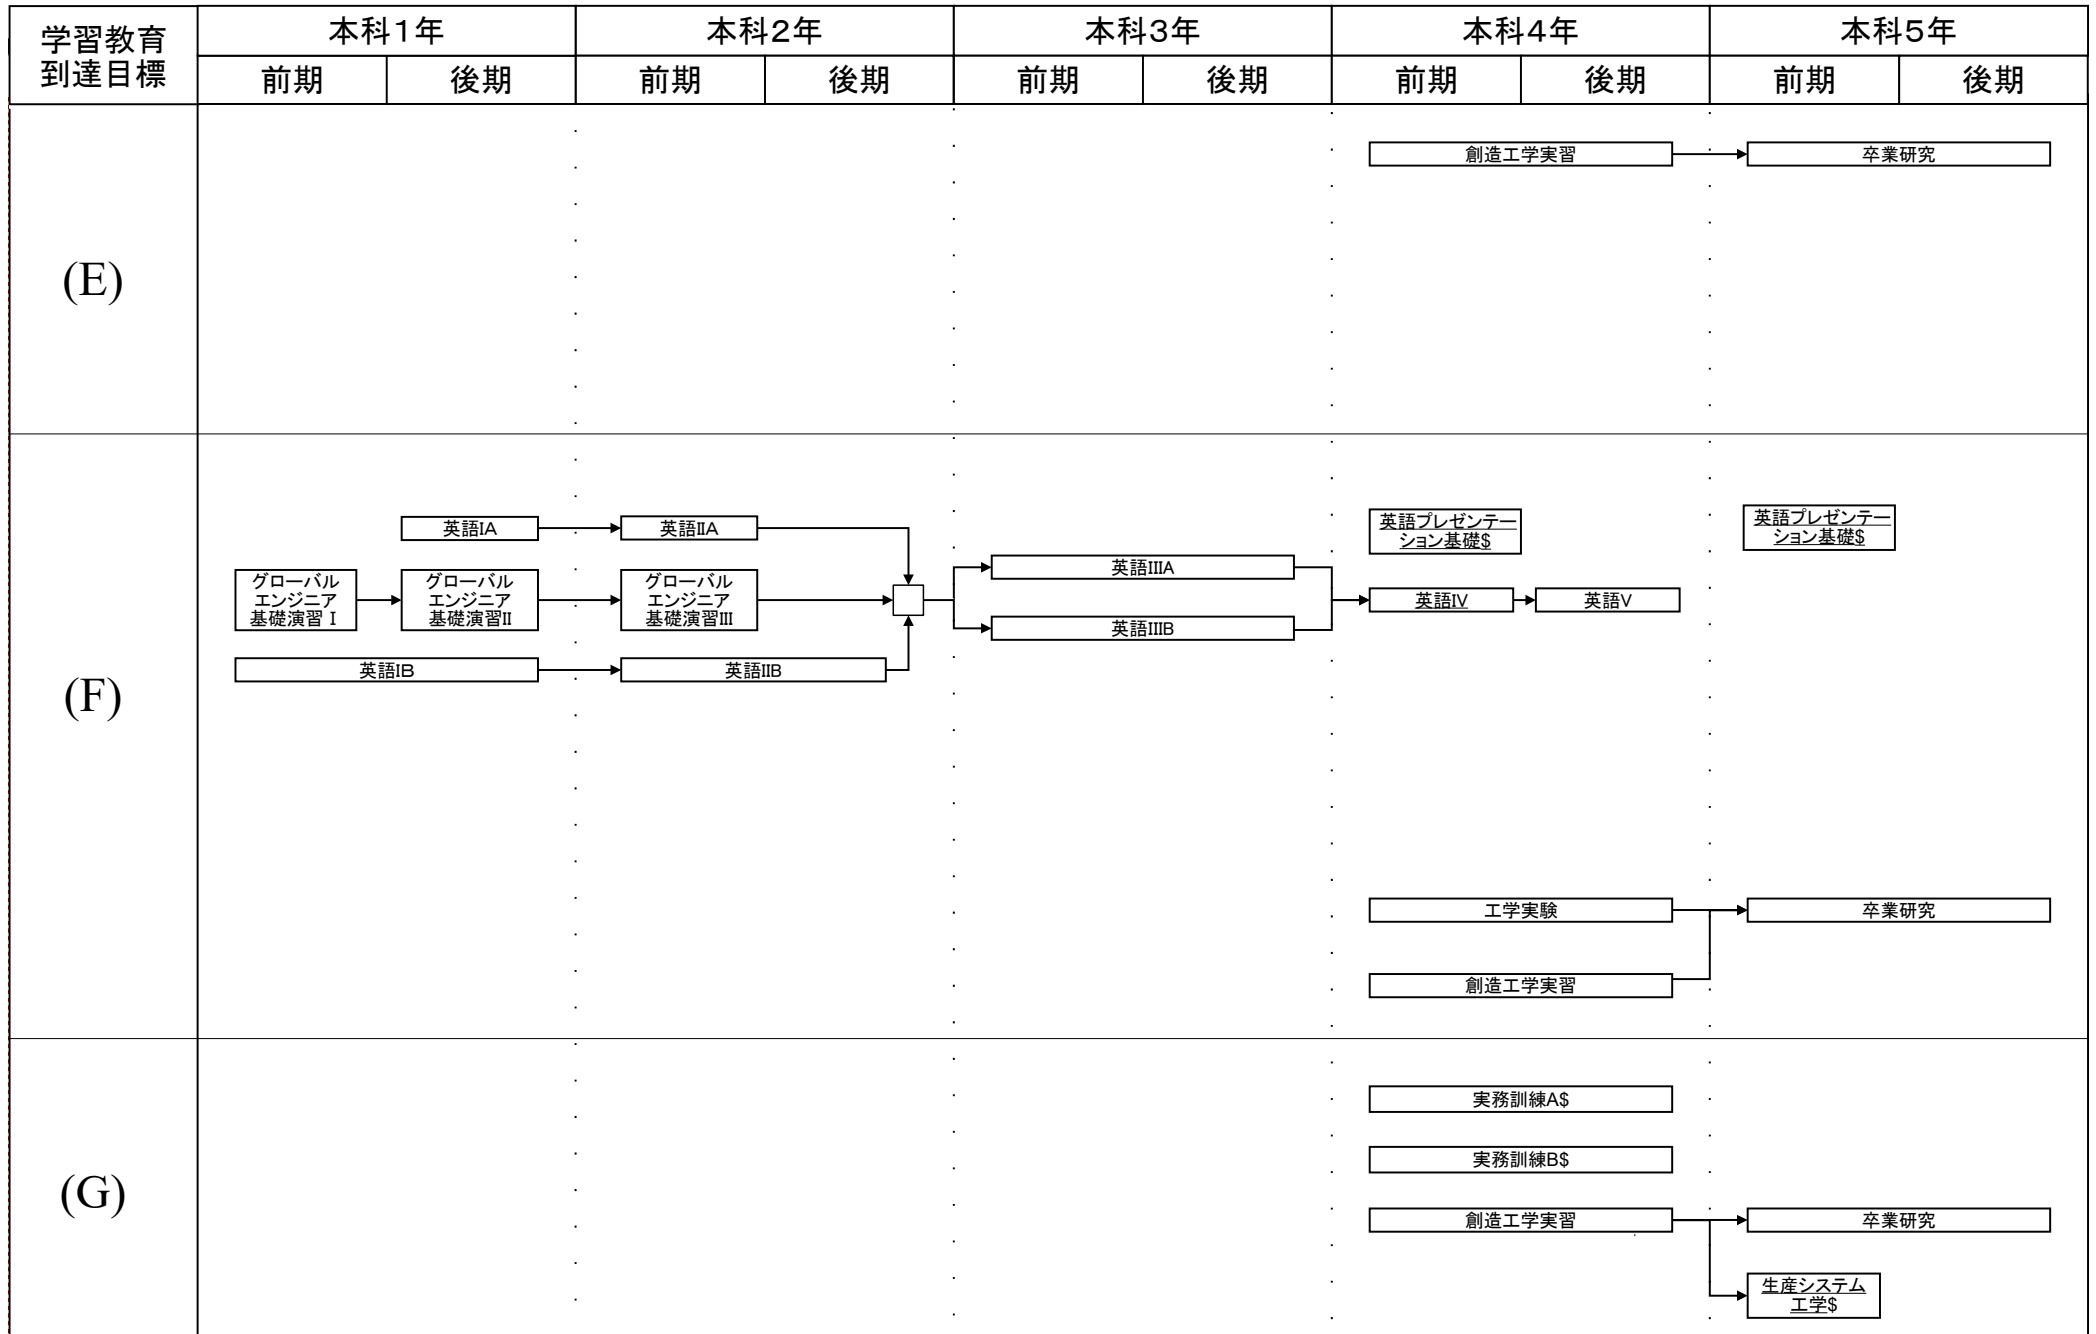 学習教育
到達目標
本科1年
本科2年
本科3年
本科4年
本科5年
前期
後期
前期
後期
前期
後期
前期
後期
前期
後期
(E)
創造工学実習
卒業研究
(F)
英語IA
英語IIA
英語プレゼンテー
ション基礎$
英語プレゼンテー
ション基礎$
グローバル
エンジニア
基礎演習 I
グローバル
エンジニア
基礎演習II
グローバル
エンジニア
基礎演習III
英語IIIA
英語IIIB
英語IV
英語V
英語IB
英語IIB
工学実験
卒業研究
創造工学実習
(G)
実務訓練A$
実務訓練B$
創造工学実習
卒業研究
生産システム
工学$